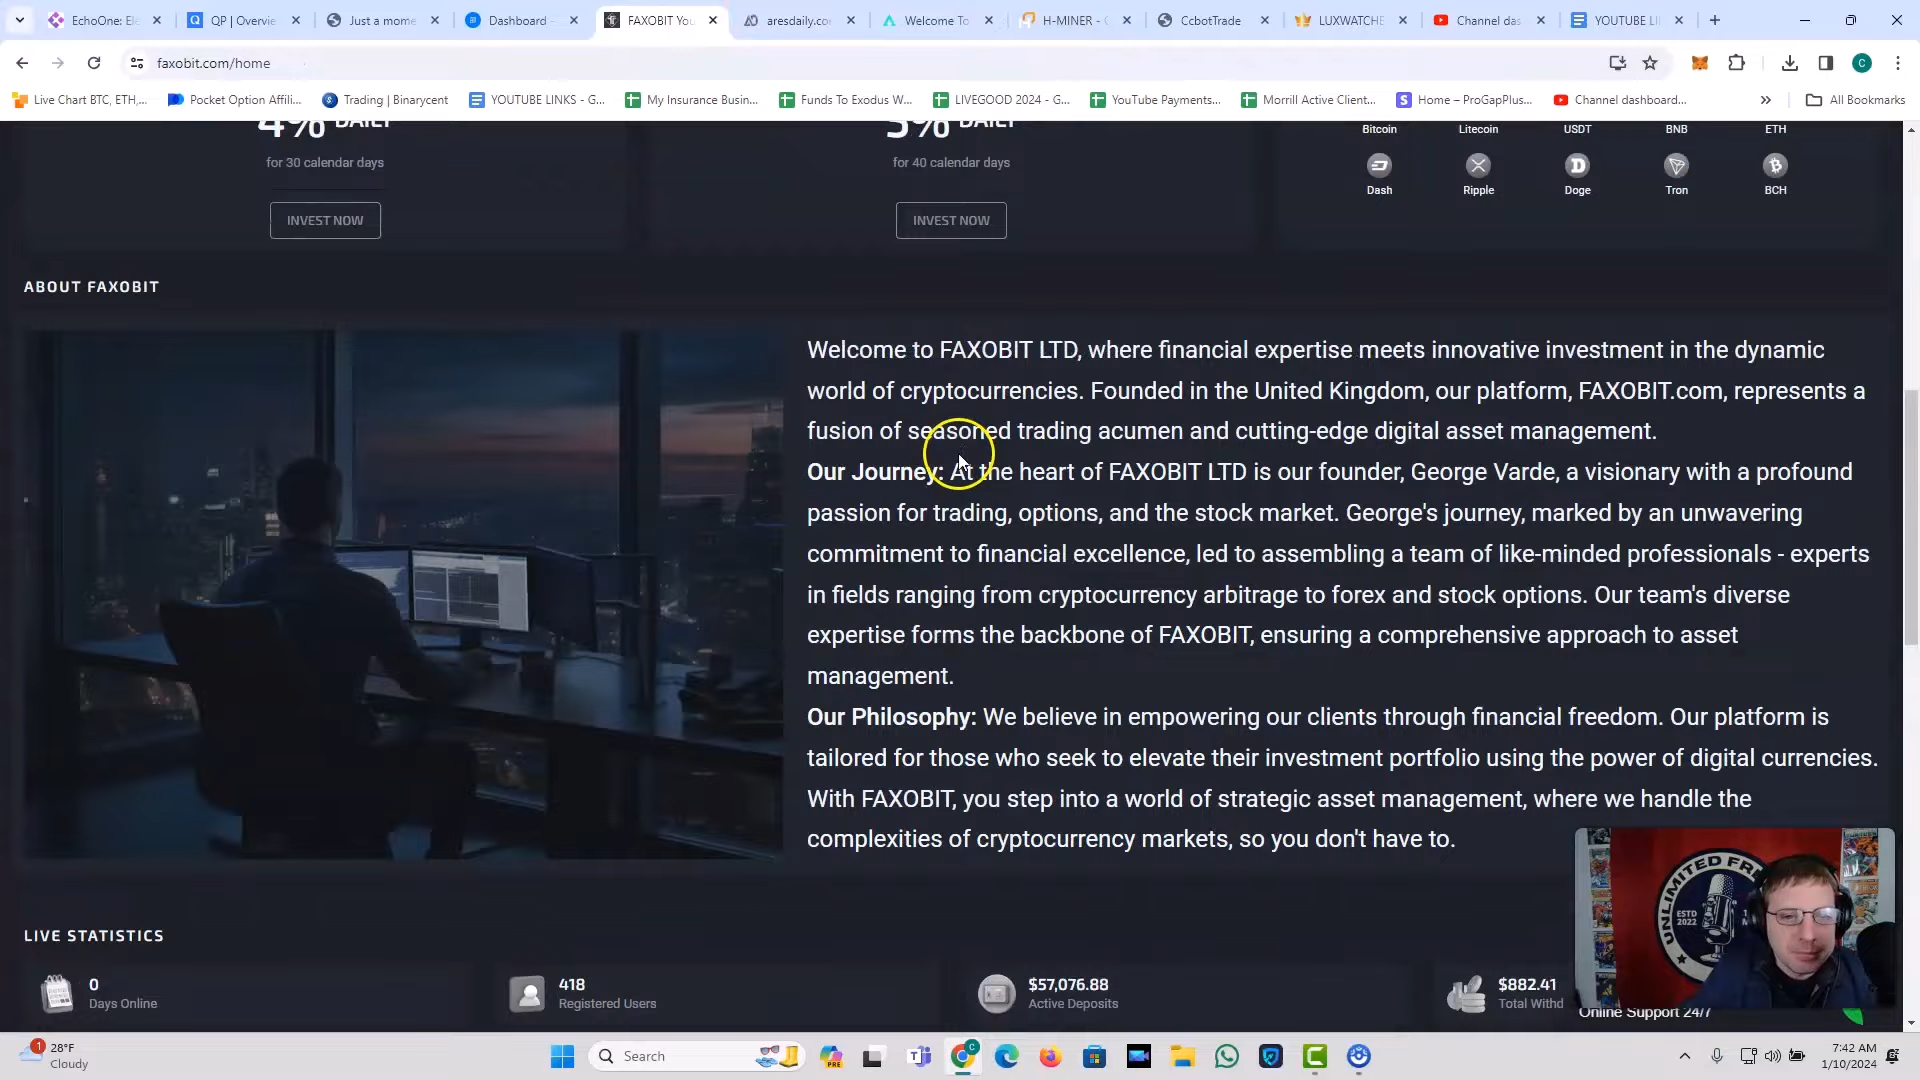 EchoOne: Ele
QP | Overvie
Just a mome
Dashboard -
FAXOBIT You
aresdaily.co
Welcome To
H-MINER - C
CcbotTrade
LUXWATCHE
Channel das
YOUTUBE LI
faxobit.com/home
C
Live Chart BTC, ETH,...
Pocket Option Affili...
Trading | Binarycent
YOUTUBE LINKS - G...
My Insurance Busin...
Funds To Exodus W...
LIVEGOOD 2024 - G...
YouTube Payments...
Morrill Active Client...
Home – ProGapPlus...
Channel dashboard...
All Bookmarks
4% DAILY
for 30 calendar days
INVEST NOW
5% DAILY
for 40 calendar days
INVEST NOW
Bitcoin Litecoin USDT BNB ETH
Dash Ripple Doge Tron BCH
ABOUT FAXOBIT
Welcome to FAXOBIT LTD, where financial expertise meets innovative investment in the dynamic
world of cryptocurrencies. Founded in the United Kingdom, our platform, FAXOBIT.com, represents a
fusion of seasoned trading acumen and cutting-edge digital asset management.
Our Journey: At the heart of FAXOBIT LTD is our founder, George Varde, a visionary with a profound
passion for trading, options, and the stock market. George's journey, marked by an unwavering
commitment to financial excellence, led to assembling a team of like-minded professionals - experts
in fields ranging from cryptocurrency arbitrage to forex and stock options. Our team's diverse
expertise forms the backbone of FAXOBIT, ensuring a comprehensive approach to asset
management.
Our Philosophy: We believe in empowering our clients through financial freedom. Our platform is
tailored for those who seek to elevate their investment portfolio using the power of digital currencies.
With FAXOBIT, you step into a world of strategic asset management, where we handle the
complexities of cryptocurrency markets, so you don't have to.
UNLIMITED FR
ESTD
2022
LIVE STATISTICS
0
Days Online
418
Registered Users
$57,076.88
Active Deposits
$882.41
Total Withd
Online Support 24/7
1
28°F
Cloudy
Search
PRE
C
7:42 AM
1/10/2024